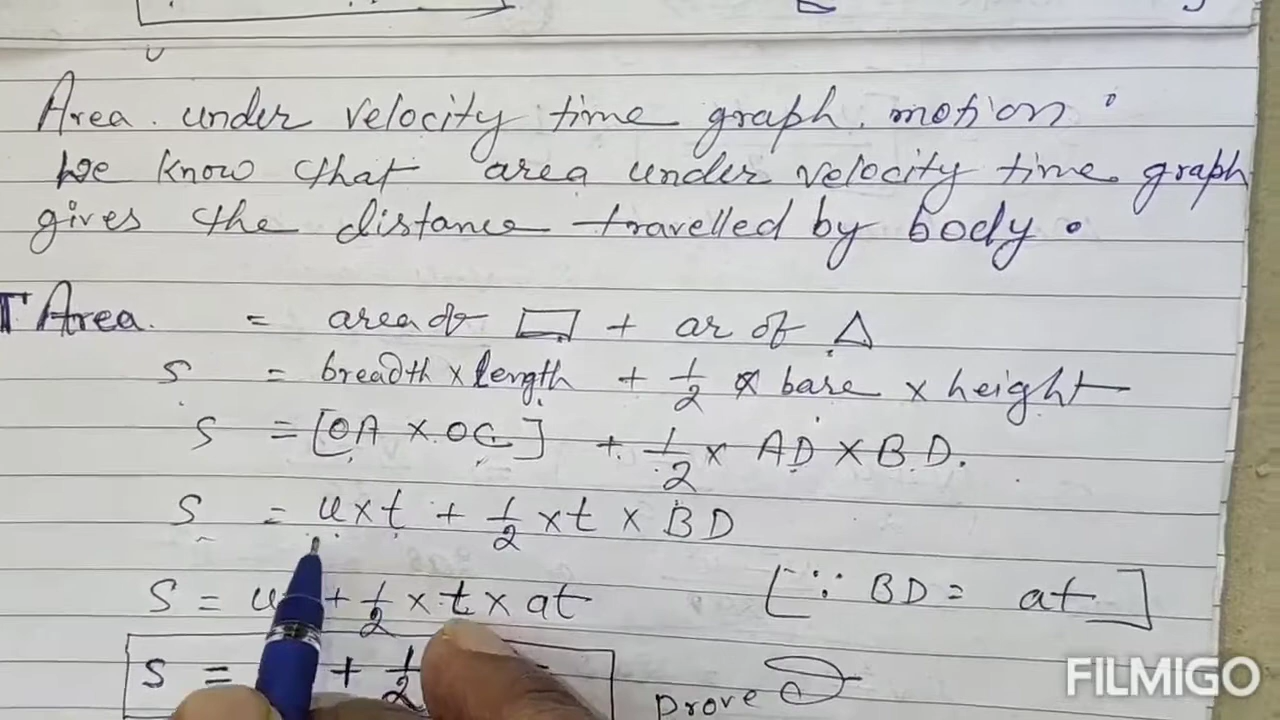 Area under velocity time graph motion :
We know that area under velocity time graph
gives the distance travelled by body.
Area = area of ▭ + ar of △
S = breadth × length + 1/2 × base × height
S = [OA × OC] + 1/2 × AD × BD.
S = u×t + 1/2 × t × BD
S = u + 1/2 × t × at [∵ BD = at]
S = + 1/2
Prove
FILMIGO